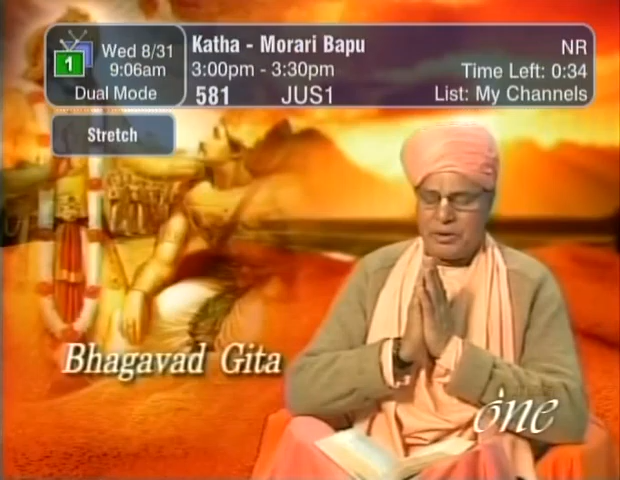 1
Wed 8/31
9:06am
Dual Mode
Katha - Morari Bapu
NR
3:00pm - 3:30pm
Time Left: 0:34
581
JUS1
List: My Channels
Stretch
Bhagavad Gita
one